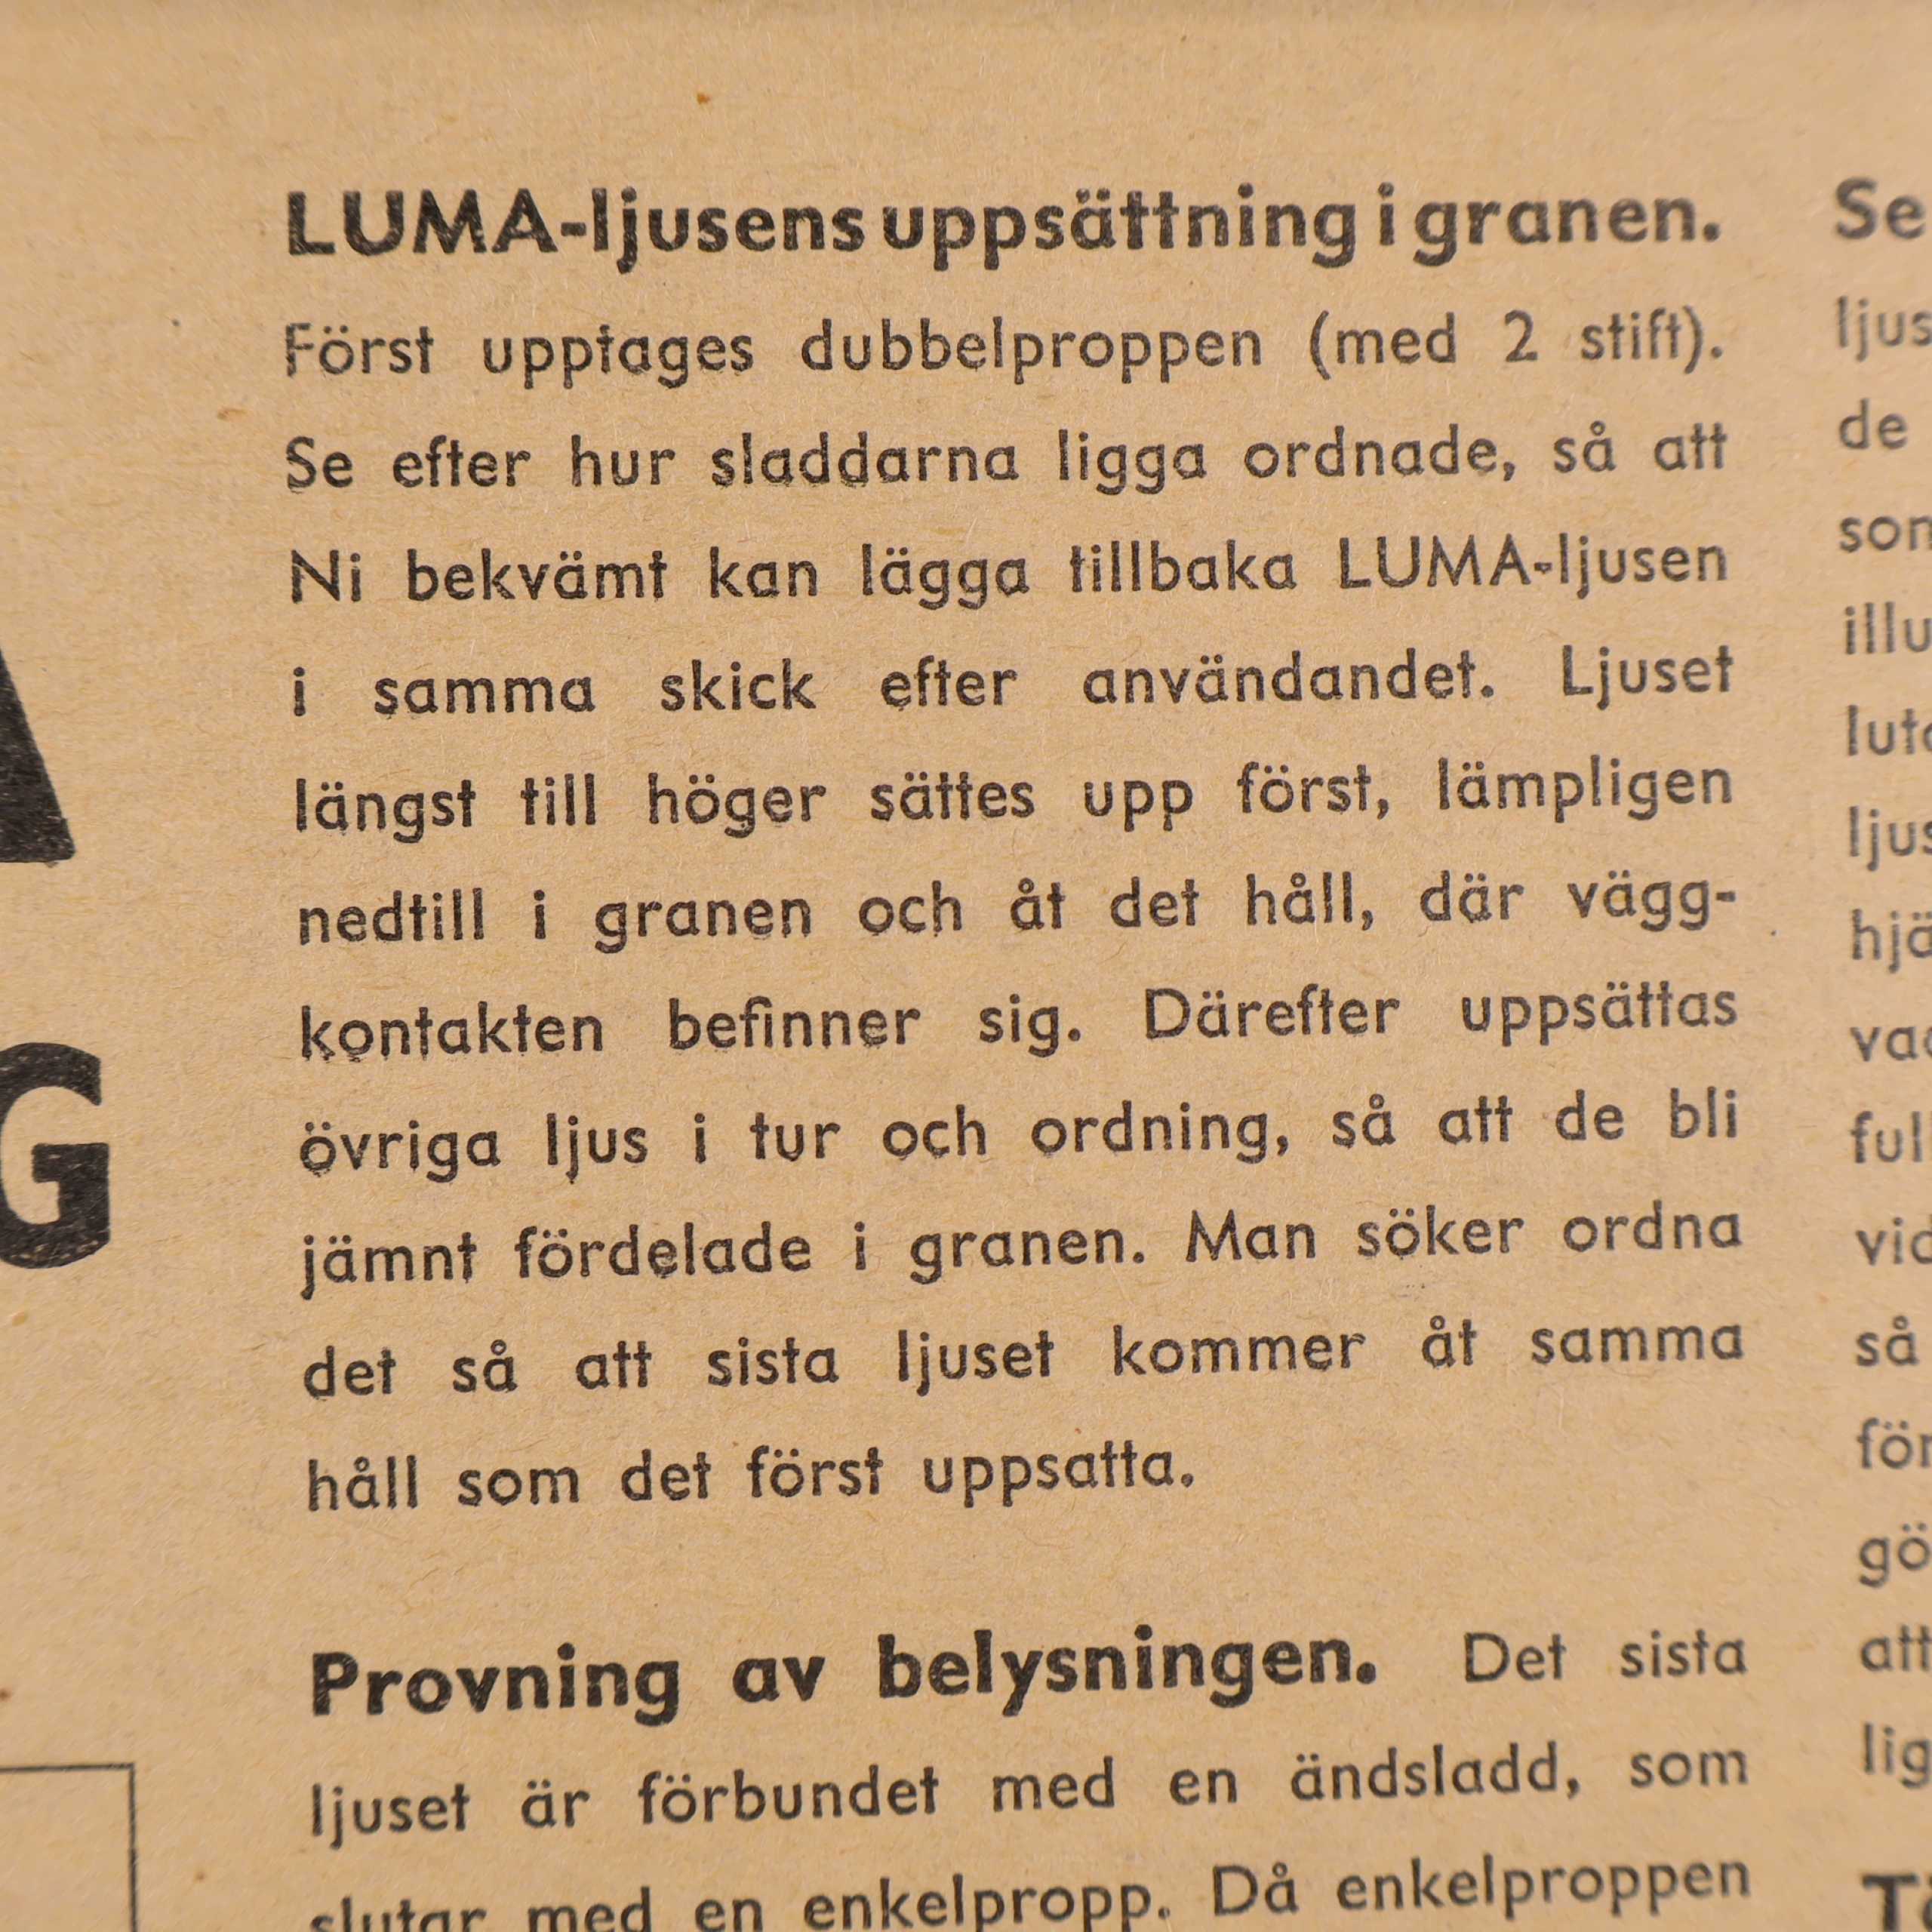 LUMA-ljusens uppsättning i granen.
Först upptages dubbelproppen (med 2 stift).
Se efter hur sladdarna ligga ordnade, så att
Ni bekvämt kan lägga tillbaka LUMA-ljusen
i samma skick efter användandet. Ljuset
längst till höger sättes upp först, lämpligen
nedtill i granen och åt det håll, där vägg-
kontakten befinner sig. Därefter uppsättas
övriga ljus i tur och ordning, så att de bli
jämnt fördelade i granen. Man söker ordna
det så att sista ljuset kommer åt samma
håll som det först uppsatta.
Provning av belysningen. Det sista
ljuset är förbundet med en ändsladd, som
slutar med en enkelpropp. Då enkelproppen
Se
ljus
de
så
att